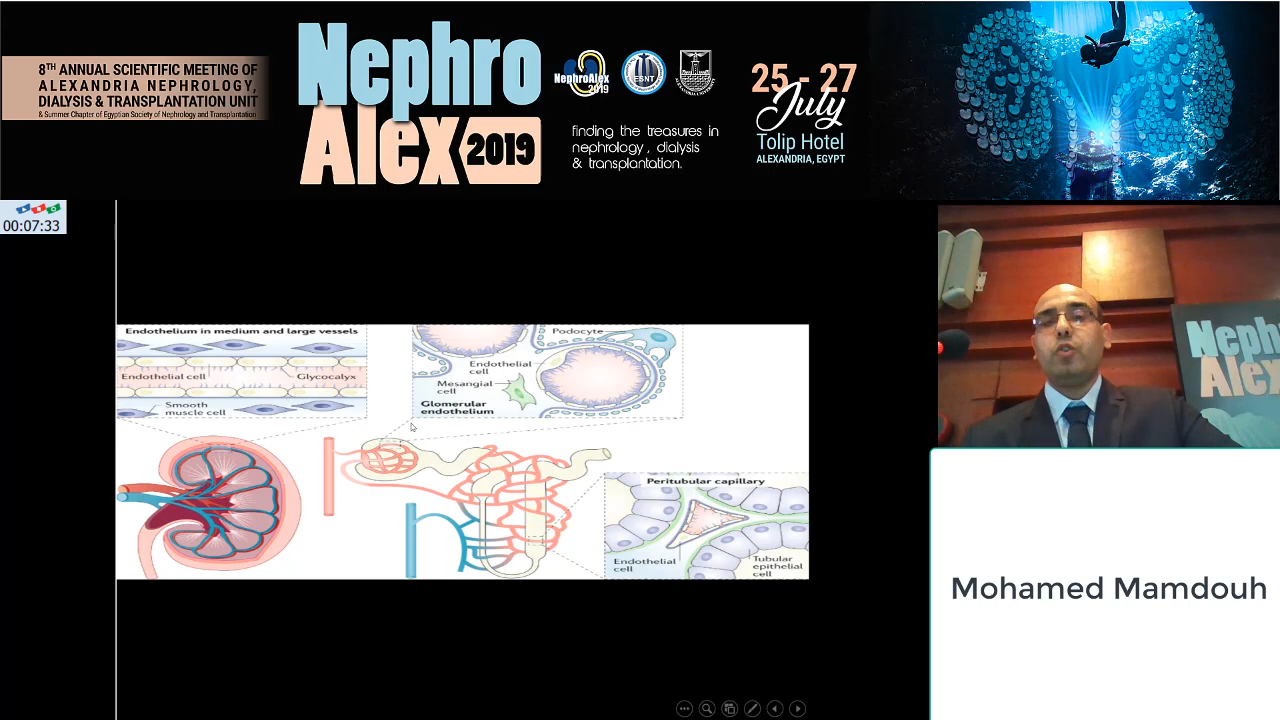 8TH ANNUAL SCIENTIFIC MEETING OF
ALEXANDRIA NEPHROLOGY,
DIALYSIS & TRANSPLANTATION UNIT
& Summer Chapter of Egyptian Society of Nephrology and Transplantation
Nephro
Alex 2019
NephroAlex
2019
ESNT
finding the treasures in
nephrology, dialysis
& transplantation.
25 - 27
July
Tolip Hotel
ALEXANDRIA, EGYPT
00:07:33
Endothelium in medium and large vessels
Endothelial cell
Glycocalyx
Smooth
muscle cell
Podocyte
Endothelial
cell
Mesangial
cell
Glomerular
endothelium
Peritubular capillary
Endothelial
cell
Tubular
epithelial
cell
Neph
Ale
Mohamed Mamdouh